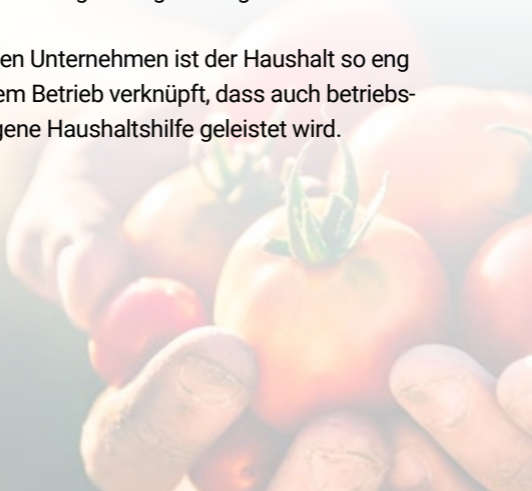 en Unternehmen ist der Haushalt so eng
em Betrieb verknüpft, dass auch betriebs-
gene Haushaltshilfe geleistet wird.